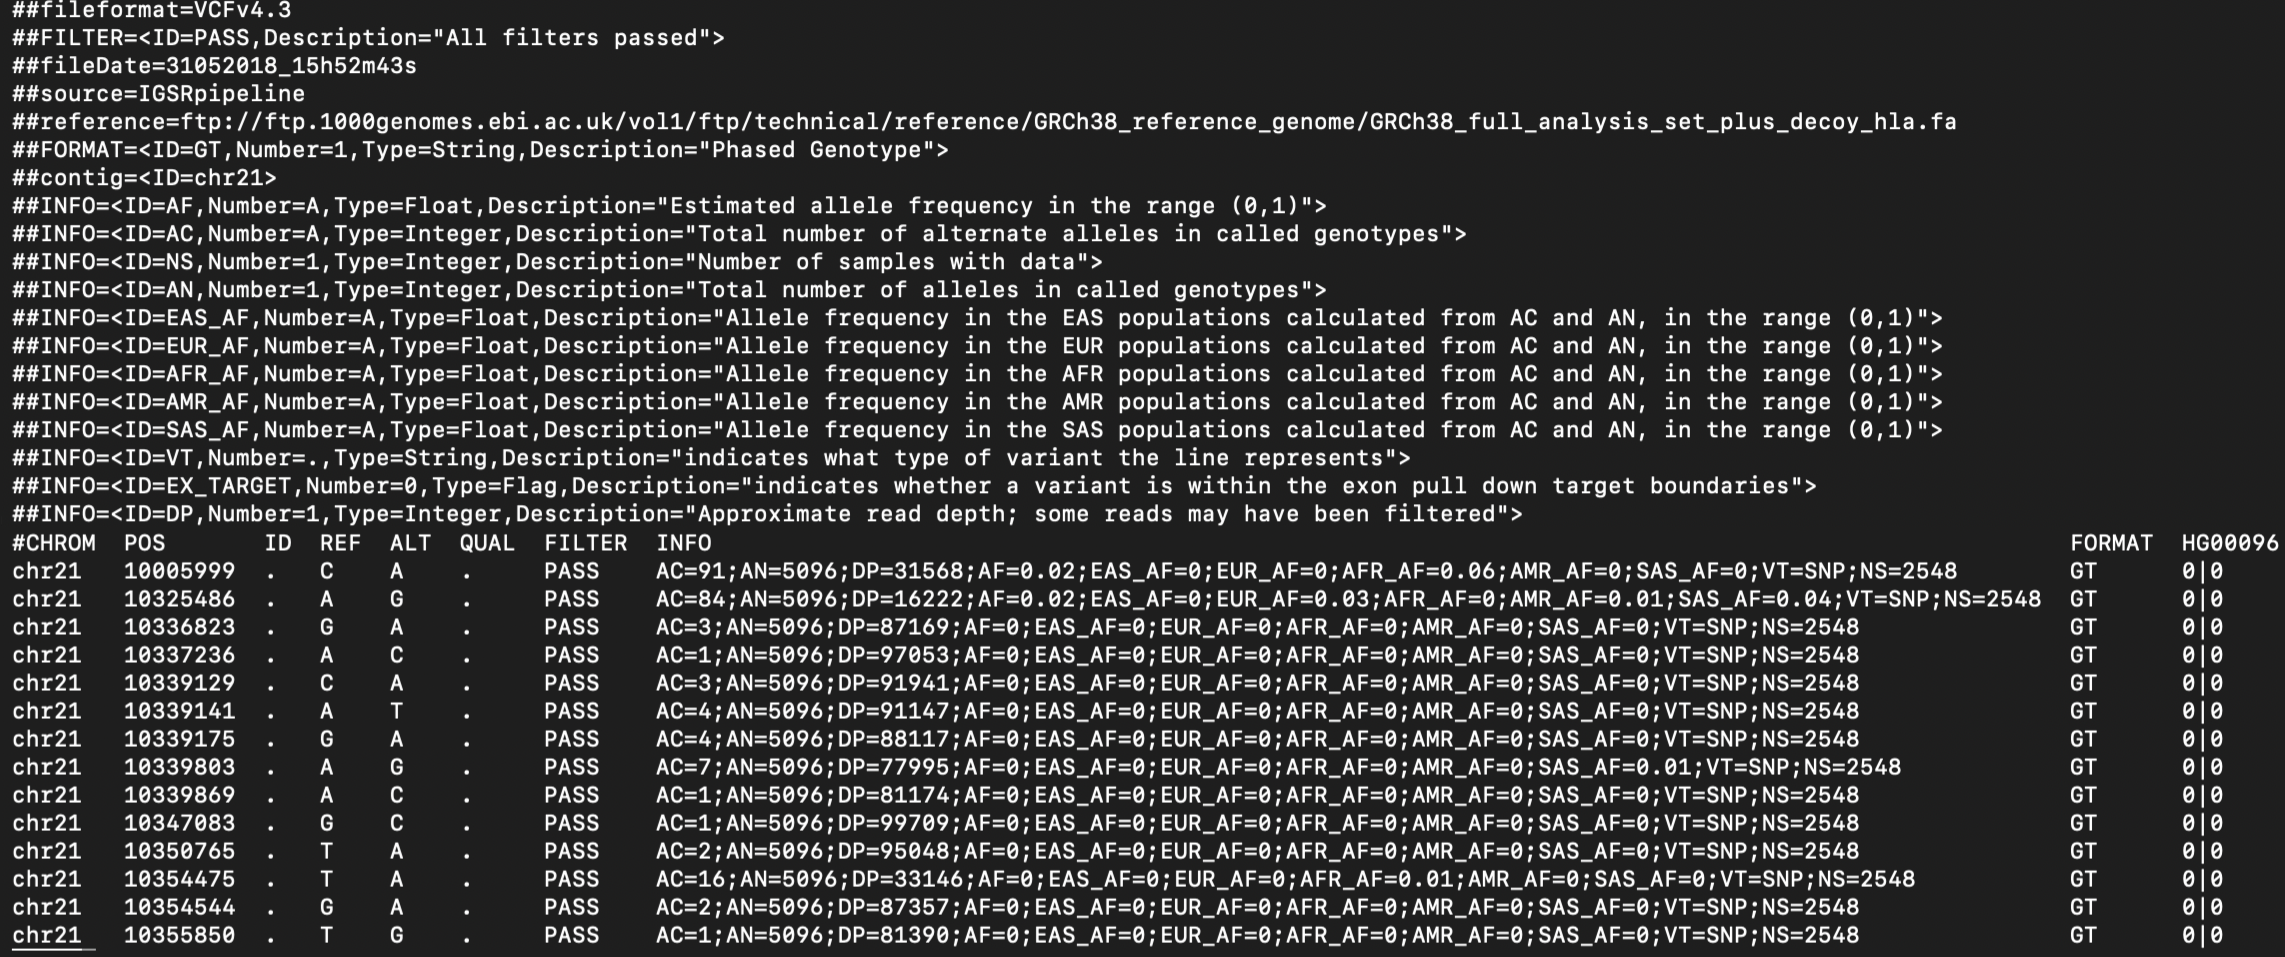 ##fileformat=VCFv4.3
##FILTER=<ID=PASS,Description="All filters passed">
##fileDate=31052018_15h52m43s
##source=IGSRpipeline
##reference=ftp://ftp.1000genomes.ebi.ac.uk/vol1/ftp/technical/reference/GRCh38_reference_genome/GRCh38_full_analysis_set_plus_decoy_hla.fa
##FORMAT=<ID=GT,Number=1,Type=String,Description="Phased Genotype">
##contig=<ID=chr21>
##INFO=<ID=AF,Number=A,Type=Float,Description="Estimated allele frequency in the range (0,1)">
##INFO=<ID=AC,Number=A,Type=Integer,Description="Total number of alternate alleles in called genotypes">
##INFO=<ID=NS,Number=1,Type=Integer,Description="Number of samples with data">
##INFO=<ID=AN,Number=1,Type=Integer,Description="Total number of alleles in called genotypes">
##INFO=<ID=EAS_AF,Number=A,Type=Float,Description="Allele frequency in the EAS populations calculated from AC and AN, in the range (0,1)">
##INFO=<ID=EUR_AF,Number=A,Type=Float,Description="Allele frequency in the EUR populations calculated from AC and AN, in the range (0,1)">
##INFO=<ID=AFR_AF,Number=A,Type=Float,Description="Allele frequency in the AFR populations calculated from AC and AN, in the range (0,1)">
##INFO=<ID=AMR_AF,Number=A,Type=Float,Description="Allele frequency in the AMR populations calculated from AC and AN, in the range (0,1)">
##INFO=<ID=SAS_AF,Number=A,Type=Float,Description="Allele frequency in the SAS populations calculated from AC and AN, in the range (0,1)">
##INFO=<ID=VT,Number=.,Type=String,Description="indicates what type of variant the line represents">
##INFO=<ID=EX_TARGET,Number=0,Type=Flag,Description="indicates whether a variant is within the exon pull down target boundaries">
##INFO=<ID=DP,Number=1,Type=Integer,Description="Approximate read depth; some reads may have been filtered">
#CHROM POS ID REF ALT QUAL FILTER INFO FORMAT HG00096
chr21 10005999 . C A . PASS AC=91;AN=5096;DP=31568;AF=0.02;EAS_AF=0;EUR_AF=0;AFR_AF=0.06;AMR_AF=0;SAS_AF=0;VT=SNP;NS=2548 GT 0|0
chr21 10325486 . A G . PASS AC=84;AN=5096;DP=16222;AF=0.02;EAS_AF=0;EUR_AF=0.03;AFR_AF=0;AMR_AF=0.01;SAS_AF=0.04;VT=SNP;NS=2548 GT 0|0
chr21 10336823 . G A . PASS AC=3;AN=5096;DP=87169;AF=0;EAS_AF=0;EUR_AF=0;AFR_AF=0;AMR_AF=0;SAS_AF=0;VT=SNP;NS=2548 GT 0|0
chr21 10337236 . A C . PASS AC=1;AN=5096;DP=97053;AF=0;EAS_AF=0;EUR_AF=0;AFR_AF=0;AMR_AF=0;SAS_AF=0;VT=SNP;NS=2548 GT 0|0
chr21 10339129 . C A . PASS AC=3;AN=5096;DP=91941;AF=0;EAS_AF=0;EUR_AF=0;AFR_AF=0;AMR_AF=0;SAS_AF=0;VT=SNP;NS=2548 GT 0|0
chr21 10339141 . A T . PASS AC=4;AN=5096;DP=91147;AF=0;EAS_AF=0;EUR_AF=0;AFR_AF=0;AMR_AF=0;SAS_AF=0;VT=SNP;NS=2548 GT 0|0
chr21 10339175 . G A . PASS AC=4;AN=5096;DP=88117;AF=0;EAS_AF=0;EUR_AF=0;AFR_AF=0;AMR_AF=0;SAS_AF=0;VT=SNP;NS=2548 GT 0|0
chr21 10339803 . A G . PASS AC=7;AN=5096;DP=77995;AF=0;EAS_AF=0;EUR_AF=0;AFR_AF=0;AMR_AF=0;SAS_AF=0.01;VT=SNP;NS=2548 GT 0|0
chr21 10339869 . A C . PASS AC=1;AN=5096;DP=81174;AF=0;EAS_AF=0;EUR_AF=0;AFR_AF=0;AMR_AF=0;SAS_AF=0;VT=SNP;NS=2548 GT 0|0
chr21 10347083 . G C . PASS AC=1;AN=5096;DP=99709;AF=0;EAS_AF=0;EUR_AF=0;AFR_AF=0;AMR_AF=0;SAS_AF=0;VT=SNP;NS=2548 GT 0|0
chr21 10350765 . T A . PASS AC=2;AN=5096;DP=95048;AF=0;EAS_AF=0;EUR_AF=0;AFR_AF=0;AMR_AF=0;SAS_AF=0;VT=SNP;NS=2548 GT 0|0
chr21 10354475 . T A . PASS AC=16;AN=5096;DP=33146;AF=0;EAS_AF=0;EUR_AF=0;AFR_AF=0.01;AMR_AF=0;SAS_AF=0;VT=SNP;NS=2548 GT 0|0
chr21 10354544 . G A . PASS AC=2;AN=5096;DP=87357;AF=0;EAS_AF=0;EUR_AF=0;AFR_AF=0;AMR_AF=0;SAS_AF=0;VT=SNP;NS=2548 GT 0|0
chr21 10355850 . T G . PASS AC=1;AN=5096;DP=81390;AF=0;EAS_AF=0;EUR_AF=0;AFR_AF=0;AMR_AF=0;SAS_AF=0;VT=SNP;NS=2548 GT 0|0